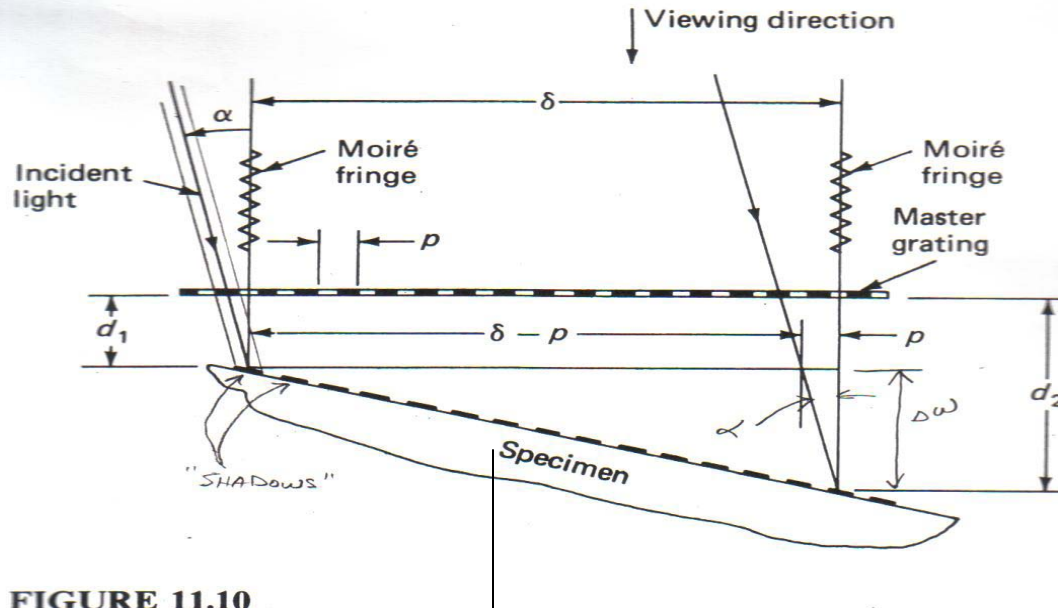 Viewing direction
δ
α
Incident
light
Moiré
fringe
Moiré
fringe
Master
grating
p
d₁
δ – p
p
d₂
α
ΔW
Specimen
"SHADOWS"
FIGURE 11.10